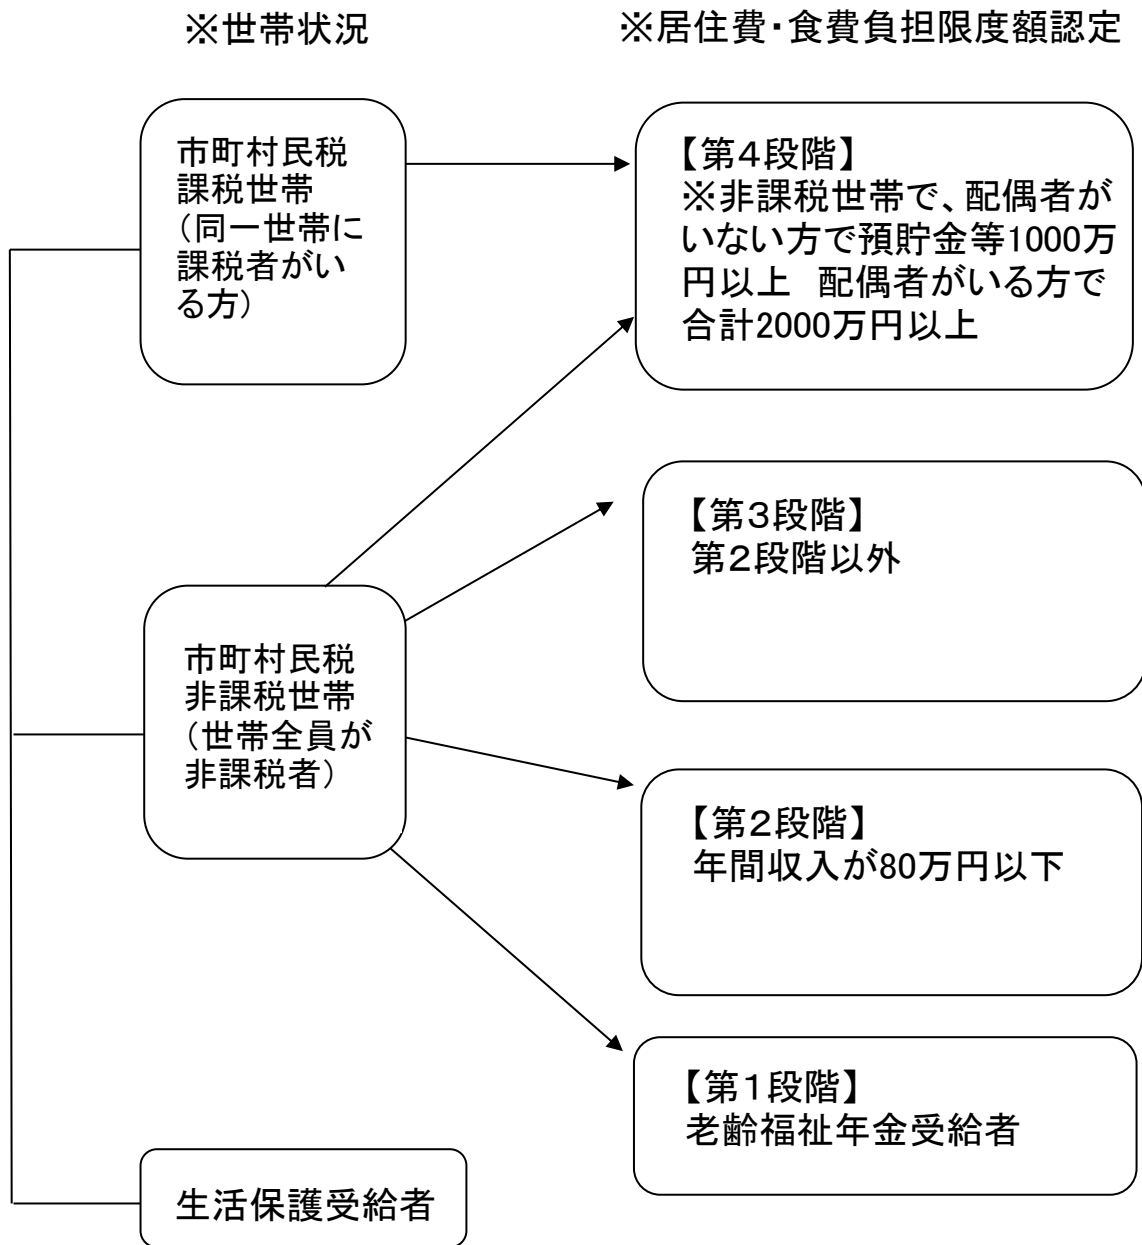 ※世帯状況
※居住費・食費負担限度額認定
市町村民税
課税世帯
（同一世帯に
課税者がい
る方）
【第４段階】
※非課税世帯で、配偶者が
いない方で預貯金等1000万
円以上　配偶者がいる方で
合計2000万円以上
【第３段階】
第２段階以外
市町村民税
非課税世帯
（世帯全員が
非課税者）
【第２段階】
年間収入が80万円以下
【第１段階】
老齢福祉年金受給者
生活保護受給者